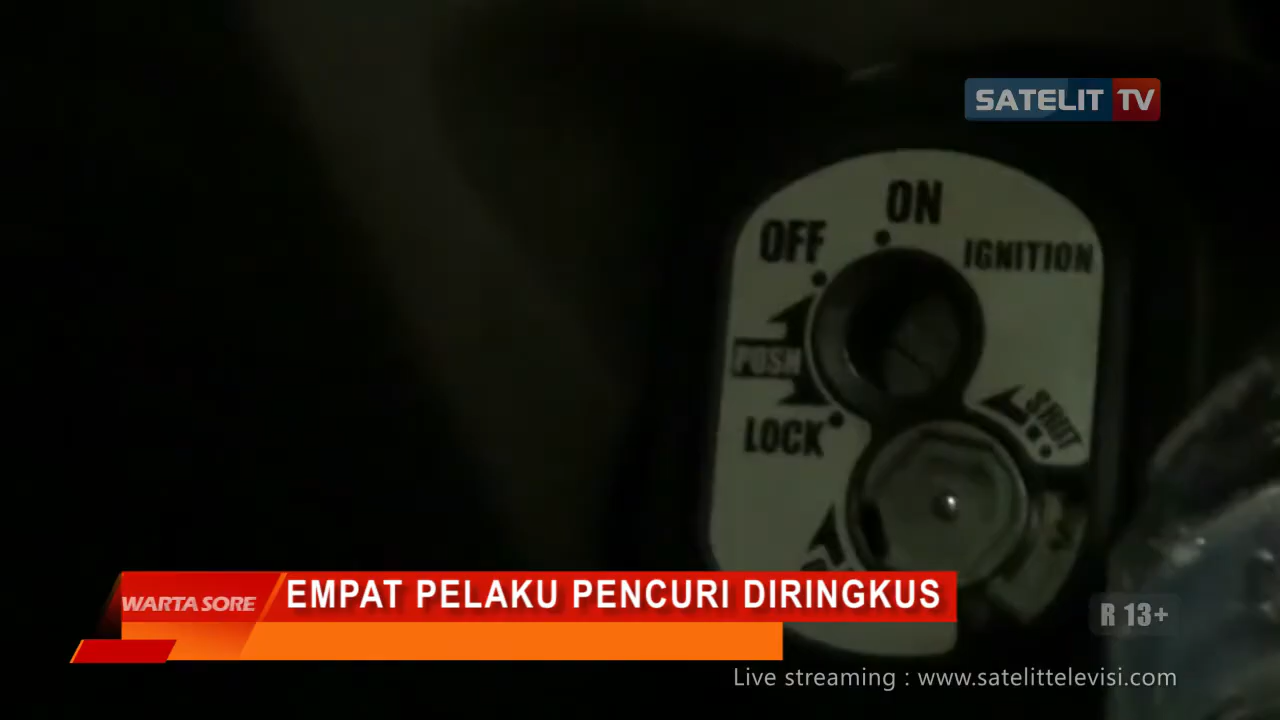 SATELIT TV
ON
OFF
IGNITION
PUSH
SHUT
LOCK
WARTA SORE
EMPAT PELAKU PENCURI DIRINGKUS
R 13+
Live streaming : www.satelittelevisi.com